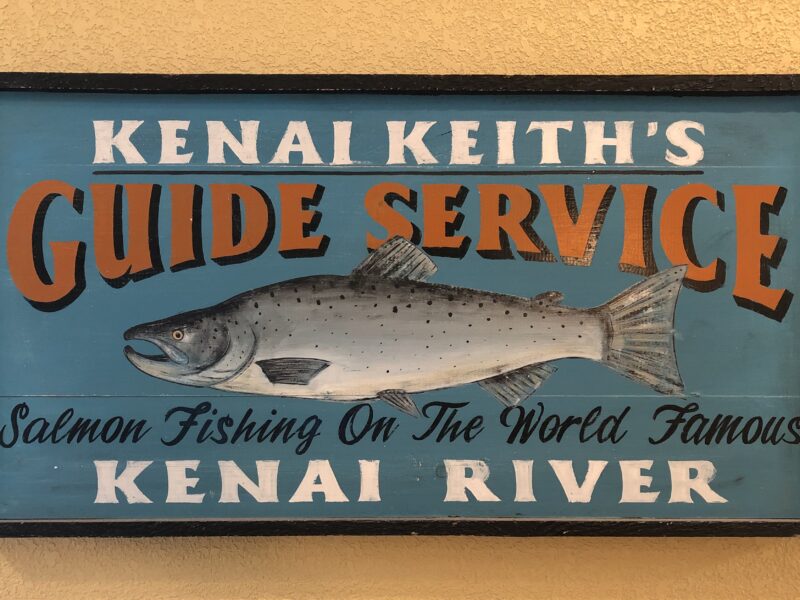 KENAI KEITH'S
GUIDE SERVICE
Salmon Fishing On The World Famous
KENAI RIVER